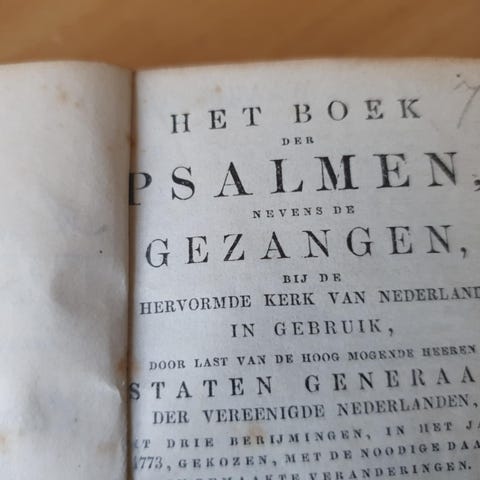 HET BOEK
DER
PSALMEN,
NEVENS DE
GEZANGEN,
BIJ DE
HERVORMDE KERK VAN NEDERLAND
IN GEBRUIK,
DOOR LAST VAN DE HOOG MOGENDE HEEREN
STATEN GENERAA
DER VEREENIGDE NEDERLANDEN,
T DRIE BERIJMINGEN, IN HET JA
1773, GEKOZEN, MET DE NOODIGE DAA
GEMAAKTE VERANDERINGEN.